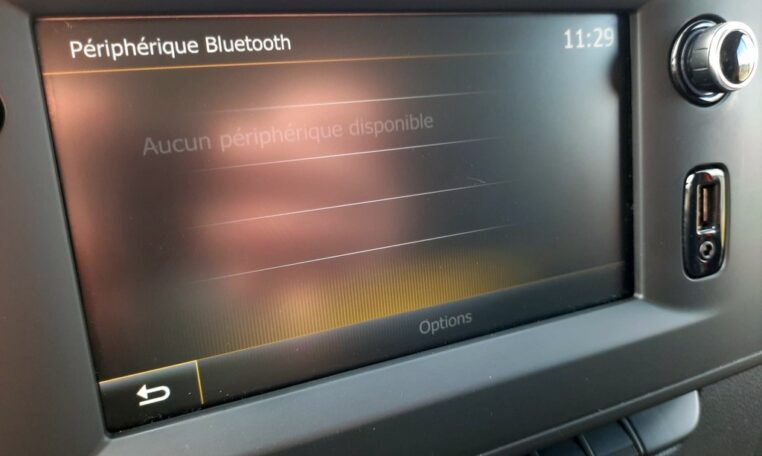 Périphérique Bluetooth
11:29
Aucun périphérique disponible
Options